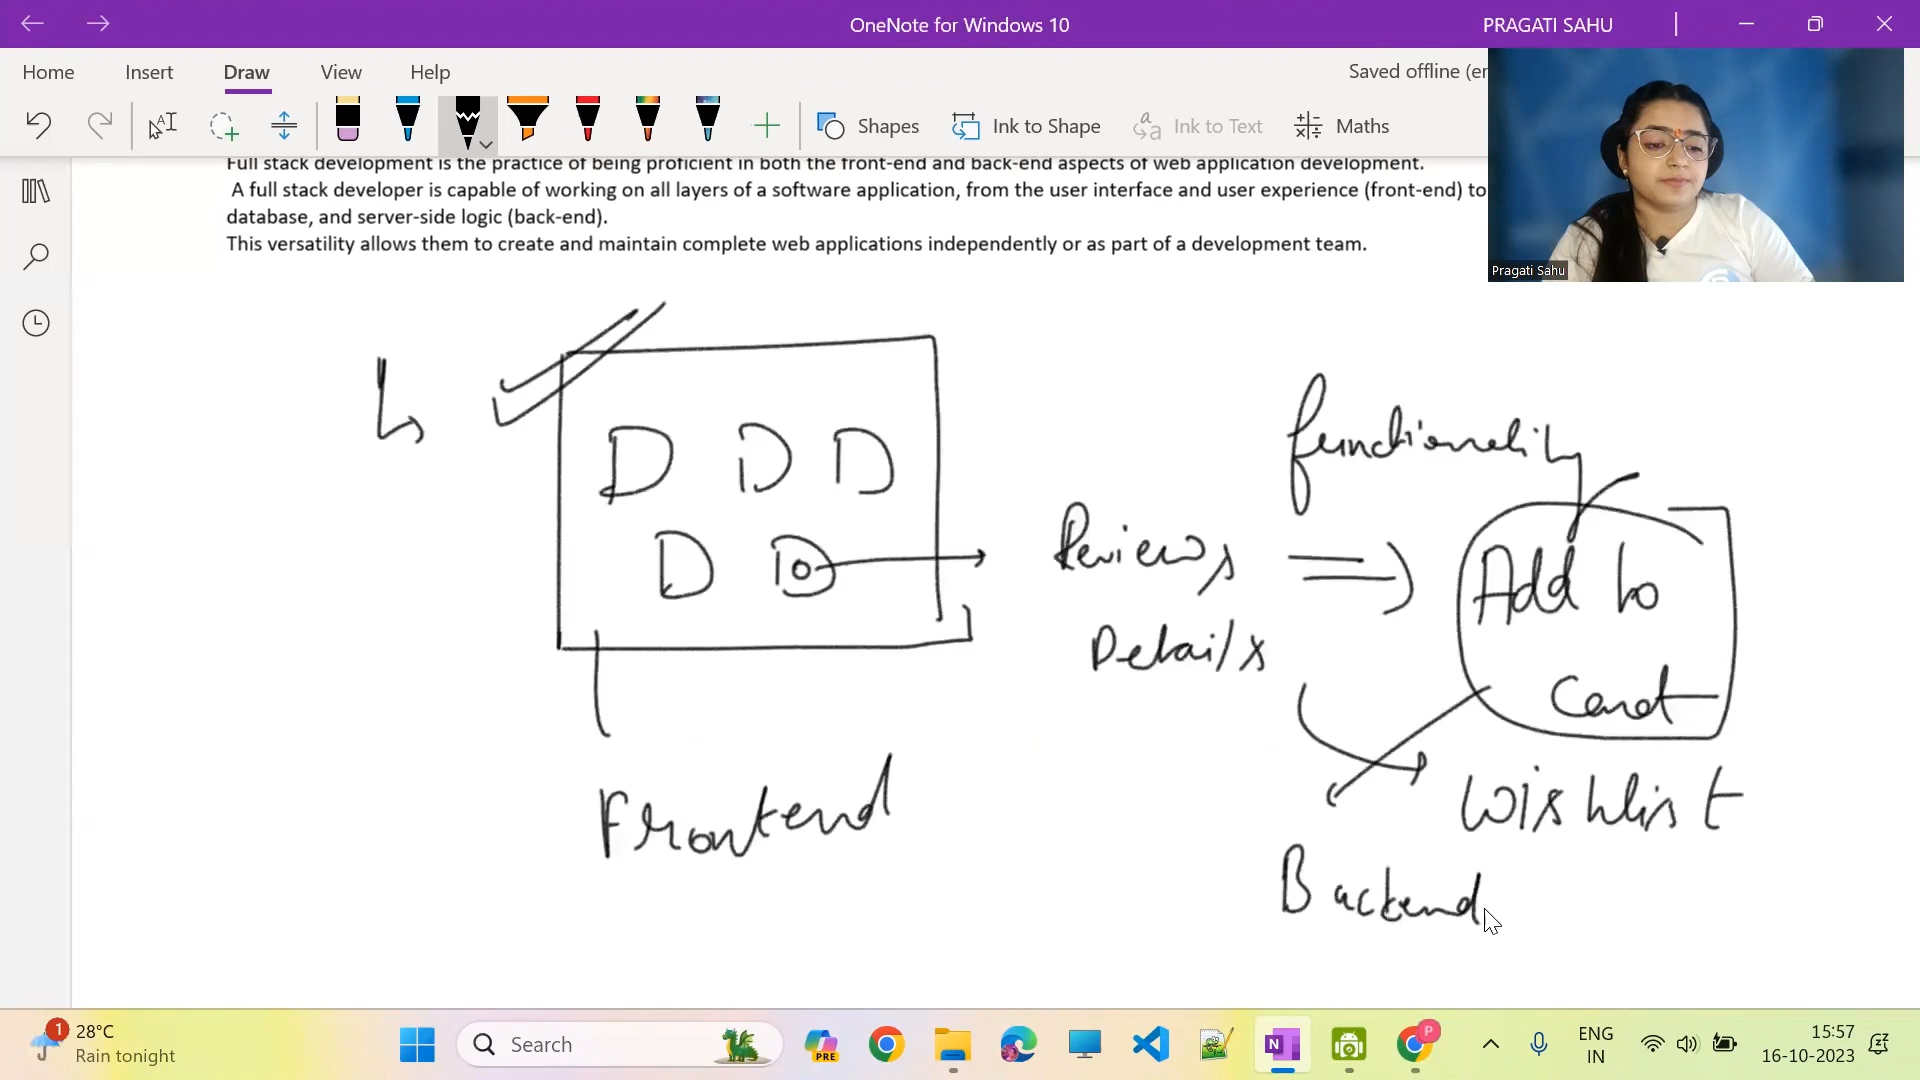 OneNote for Windows 10
PRAGATI SAHU
Home Insert Draw View Help
Saved offline (er
Shapes Ink to Shape Ink to Text Maths
Full stack development is the practice of being proficient in both the front-end and back-end aspects of web application development.
A full stack developer is capable of working on all layers of a software application, from the user interface and user experience (front-end) to
database, and server-side logic (back-end).
This versatility allows them to create and maintain complete web applications independently or as part of a development team.
Pragati Sahu
functionality
D D D
D D
Reviews
Details
Add to
Cart
Wishlist
Frontend
Backend
1
28°C
Rain tonight
Search
PRE
N
P
ENG
IN
15:57
16-10-2023